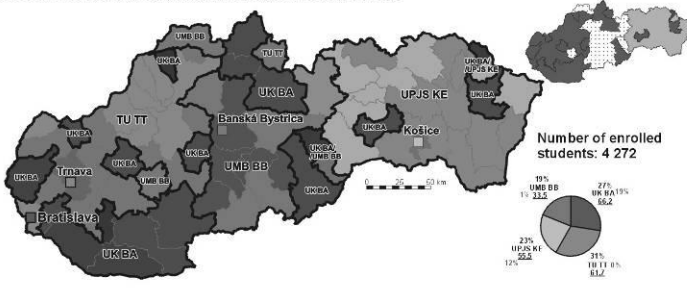 UMB BB
TU TT
UK BA
UK BA
UK BA/
/UPJS KE
UPJS KE
UK BA
TU TT
UK BA
Banská Bystrica
UK BA
Košice
UK BA/
/UMB BB
UK BA
UK BA
Trnava
UMB BB
UMB BB
UK BA
UK BA
Bratislava
UK BA
0 25 50 km
Number of enrolled
students: 4 272
19%
UMB BB
1% 33,5
27%
UK BA 19%
66,2
23%
UPJS KE
55,5
12%
31%
TU TT 0%
61,7